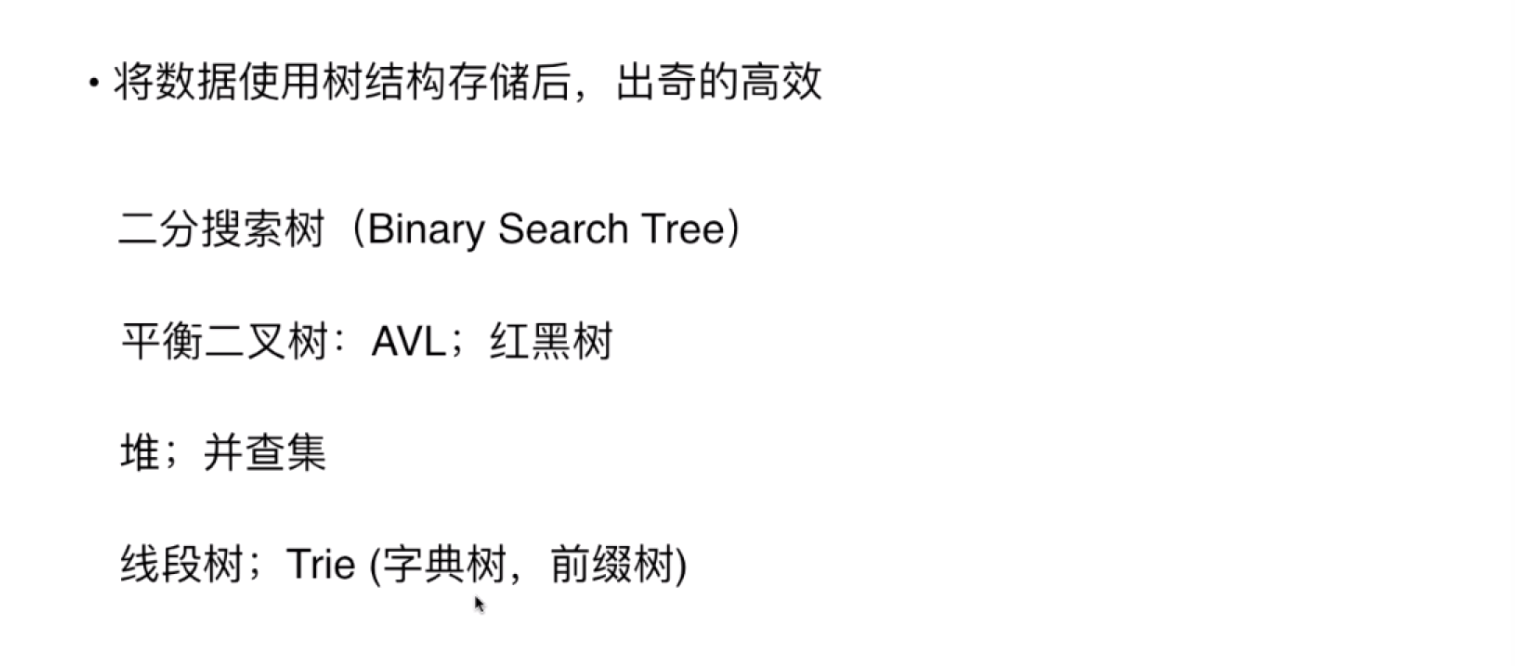 • 将数据使用树结构存储后，出奇的高效
二分搜索树（Binary Search Tree）
平衡二叉树：AVL；红黑树
堆；并查集
线段树；Trie (字典树，前缀树)